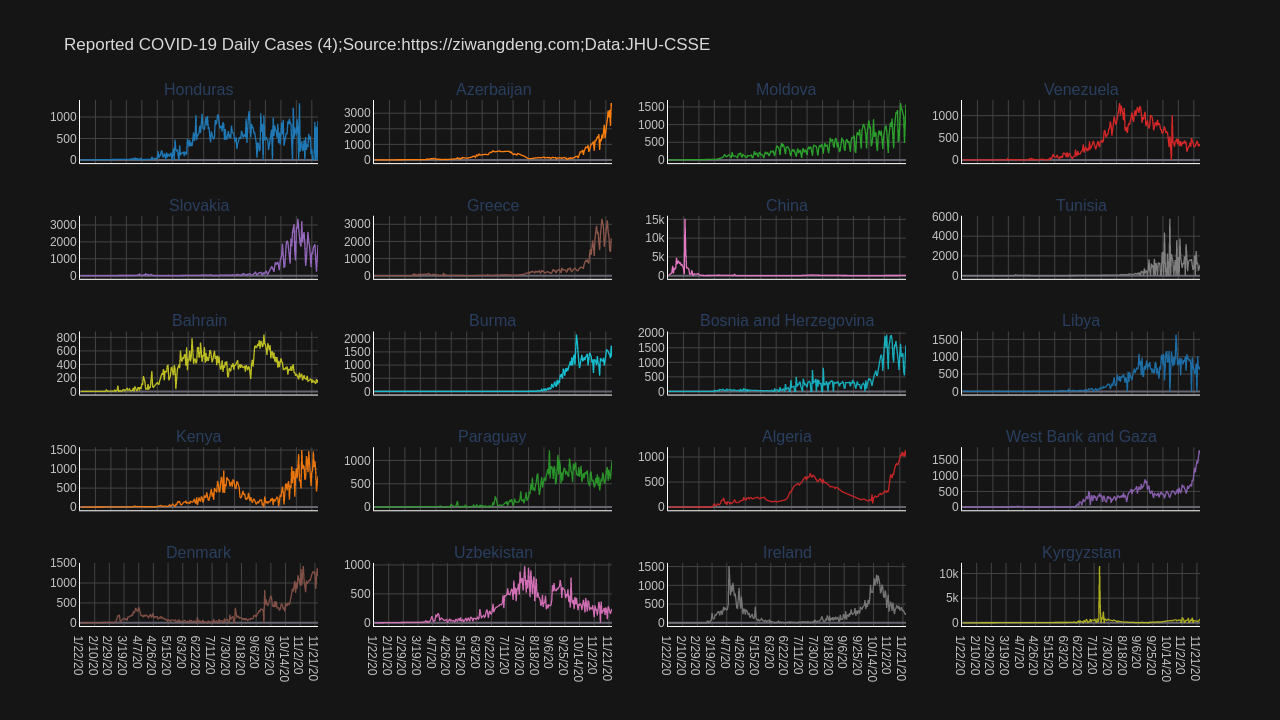 Reported COVID-19 Daily Cases (4);Source:https://ziwangdeng.com;Data:JHU-CSSE
Honduras
1000
500
0
Azerbaijan
3000
2000
1000
0
Moldova
1500
1000
500
0
Venezuela
1000
500
0
Slovakia
3000
2000
1000
0
Greece
3000
2000
1000
0
China
15k
10k
5k
0
Tunisia
6000
4000
2000
0
Bahrain
800
600
400
200
0
Burma
2000
1500
1000
500
0
Bosnia and Herzegovina
2000
1500
1000
500
0
Libya
1500
1000
500
0
Kenya
1500
1000
500
0
Paraguay
1000
500
0
Algeria
1000
500
0
West Bank and Gaza
1500
1000
500
0
Denmark
1500
1000
500
0
Uzbekistan
1000
500
0
Ireland
1500
1000
500
0
Kyrgyzstan
10k
5k
0
1/22/20 2/10/20 2/29/20 3/19/20 4/7/20 4/26/20 5/15/20 6/3/20 6/22/20 7/11/20 7/30/20 8/18/20 9/6/20 9/25/20 10/14/20 11/2/20 11/21/20
1/22/20 2/10/20 2/29/20 3/19/20 4/7/20 4/26/20 5/15/20 6/3/20 6/22/20 7/11/20 7/30/20 8/18/20 9/6/20 9/25/20 10/14/20 11/2/20 11/21/20
1/22/20 2/10/20 2/29/20 3/19/20 4/7/20 4/26/20 5/15/20 6/3/20 6/22/20 7/11/20 7/30/20 8/18/20 9/6/20 9/25/20 10/14/20 11/2/20 11/21/20
1/22/20 2/10/20 2/29/20 3/19/20 4/7/20 4/26/20 5/15/20 6/3/20 6/22/20 7/11/20 7/30/20 8/18/20 9/6/20 9/25/20 10/14/20 11/2/20 11/21/20